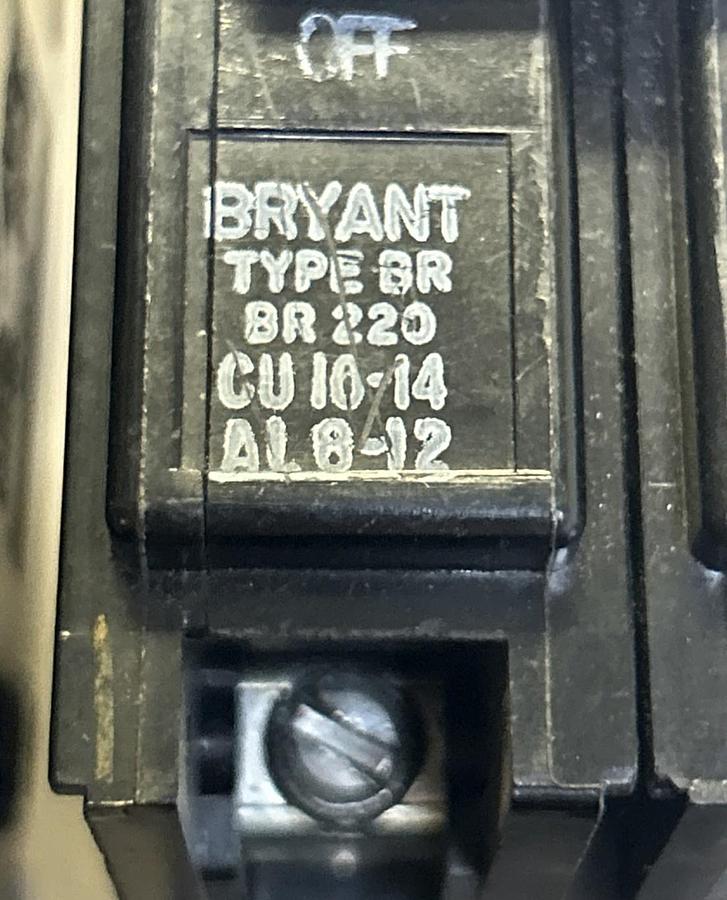 OFF
BRYANT
TYPE BR
BR 220
CU 10-14
AL 8-12